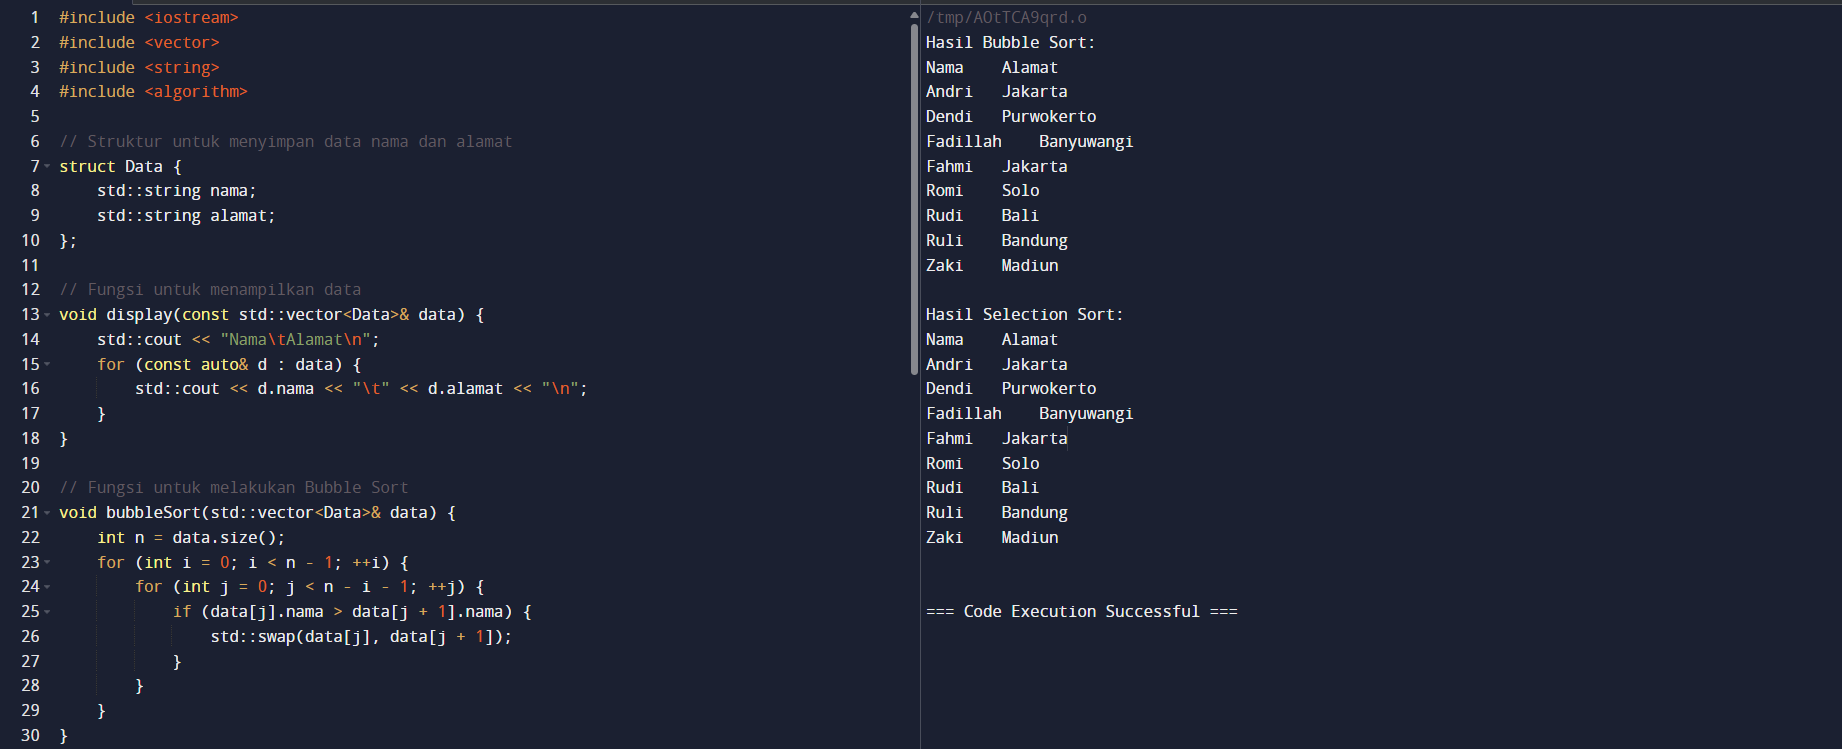 1 #include <iostream>
2 #include <vector>
3 #include <string>
4 #include <algorithm>
5
6 // Struktur untuk menyimpan data nama dan alamat
7 struct Data {
8     std::string nama;
9     std::string alamat;
10 };
11
12 // Fungsi untuk menampilkan data
13 void display(const std::vector<Data>& data) {
14     std::cout << "Nama\tAlamat\n";
15     for (const auto& d : data) {
16         std::cout << d.nama << "\t" << d.alamat << "\n";
17     }
18 }
19
20 // Fungsi untuk melakukan Bubble Sort
21 void bubbleSort(std::vector<Data>& data) {
22     int n = data.size();
23     for (int i = 0; i < n - 1; ++i) {
24         for (int j = 0; j < n - i - 1; ++j) {
25             if (data[j].nama > data[j + 1].nama) {
26                 std::swap(data[j], data[j + 1]);
27             }
28         }
29     }
30 }
/tmp/AOtTCA9qrd.o
Hasil Bubble Sort:
Nama    Alamat
Andri   Jakarta
Dendi   Purwokerto
Fadillah    Banyuwangi
Fahmi   Jakarta
Romi    Solo
Rudi    Bali
Ruli    Bandung
Zaki    Madiun

Hasil Selection Sort:
Nama    Alamat
Andri   Jakarta
Dendi   Purwokerto
Fadillah    Banyuwangi
Fahmi   Jakarta
Romi    Solo
Rudi    Bali
Ruli    Bandung
Zaki    Madiun

=== Code Execution Successful ===